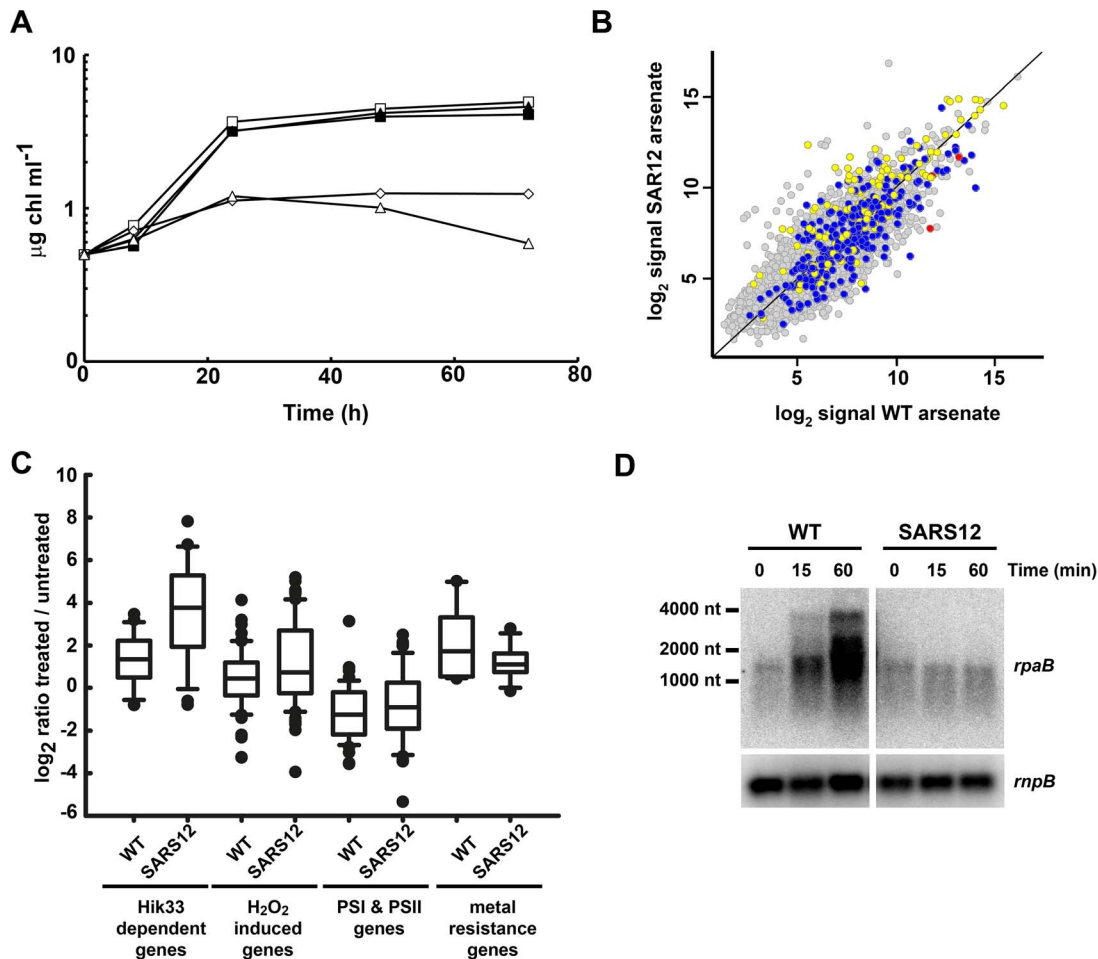 A
10
1
0
µg chl ml-1
0
20
40
60
80
Time (h)
B
15
10
5
log2 signal SAR12 arsenate
5
10
15
log2 signal WT arsenate
C
10
8
6
4
2
0
-2
-4
-6
log2 ratio treated / untreated
WT
SARS12
WT
SARS12
WT
SARS12
WT
SARS12
Hik33
dependent
genes
H2O2
induced
genes
PSI & PSII
genes
metal
resistance
genes
D
WT
SARS12
0 15 60 0 15 60 Time (min)
4000 nt
2000 nt
1000 nt
1000 nt
rpaB
rnpB